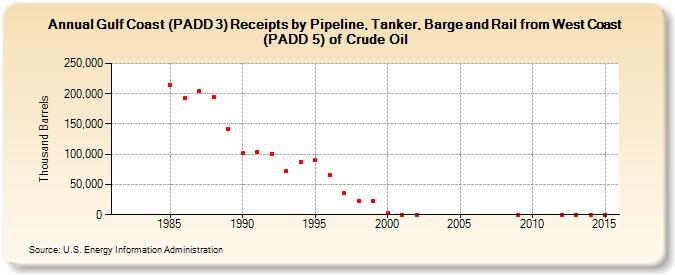 Annual Gulf Coast (PADD 3) Receipts by Pipeline, Tanker, Barge and Rail from West Coast
(PADD 5) of Crude Oil
Thousand Barrels
250,000
200,000
150,000
100,000
50,000
0
1985 1990 1995 2000 2005 2010 2015
Source: U.S. Energy Information Administration